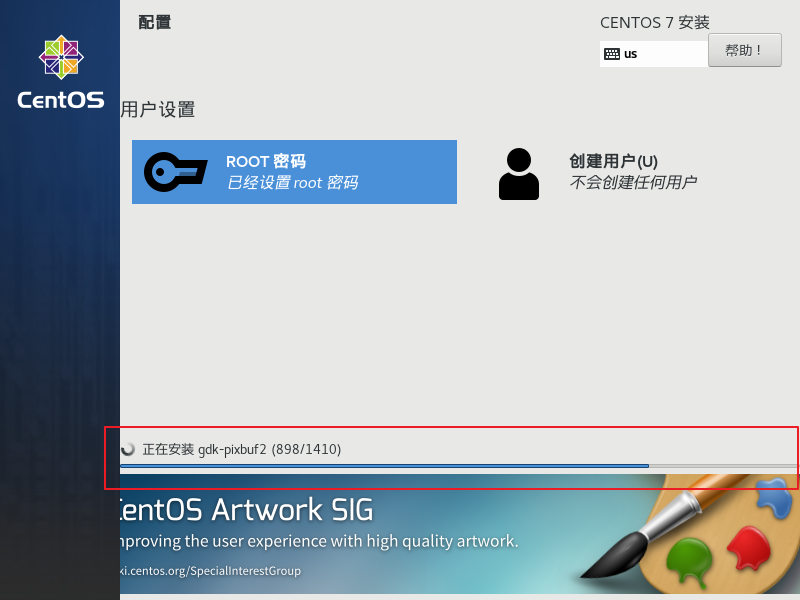 配置
CENTOS 7 安装
us
帮助！
CentOS
用户设置
ROOT 密码
已经设置 root 密码
创建用户(U)
不会创建任何用户
正在安装 gdk-pixbuf2 (898/1410)
CentOS Artwork SIG
mproving the user experience with high quality artwork.
ki.centos.org/SpecialInterestGroup